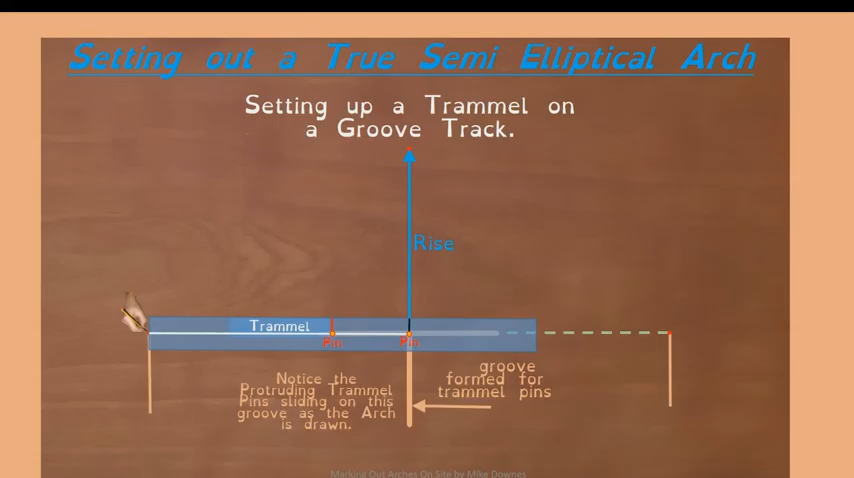 Setting out a True Semi Elliptical Arch
Setting up a Trammel on
a Groove Track.
Rise
Trammel
Pin
Pin
Notice the
Protruding Trammel
Pins sliding on this
groove as the Arch
is drawn.
groove
formed for
trammel pins
Marking Out Arches On Site by Mike Downes